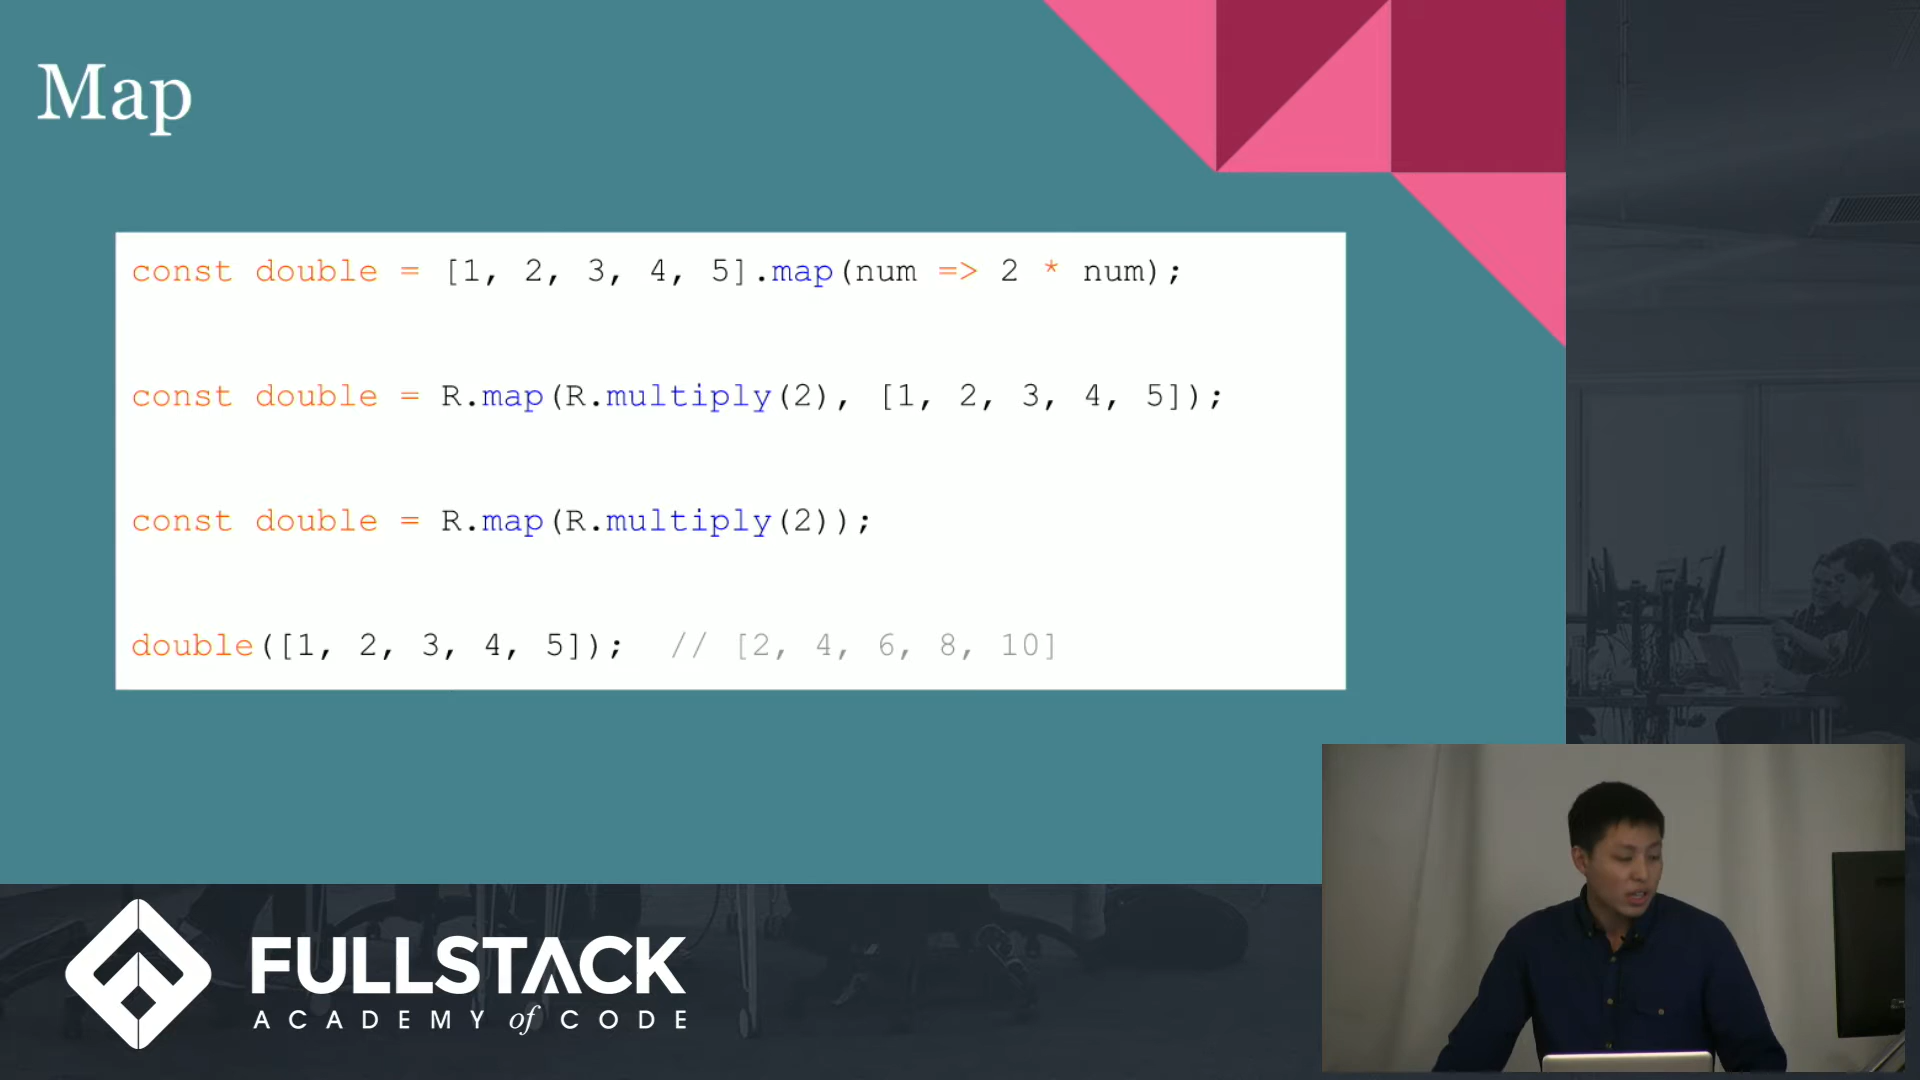 Map
const double = [1, 2, 3, 4, 5].map(num => 2 * num);
const double = R.map(R.multiply(2), [1, 2, 3, 4, 5]);
const double = R.map(R.multiply(2));
double([1, 2, 3, 4, 5]); // [2, 4, 6, 8, 10]
FULLSTACK
ACADEMY of CODE